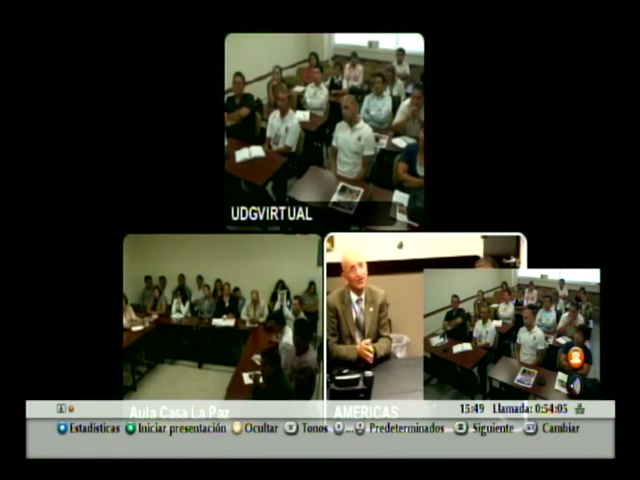 UDGVIRTUAL
Aula Casa La Paz
AMERICAS
15:49 Llamada: 0:54:05
Estadísticas Iniciar presentación Ocultar Tonos ... Predeterminados Siguiente Cambiar